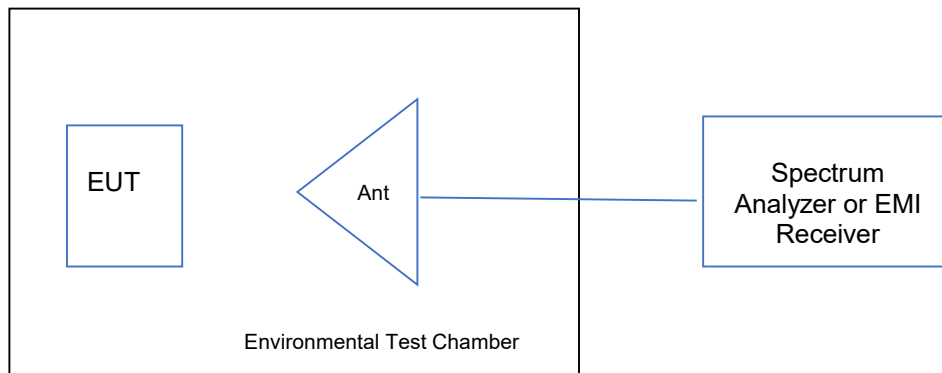 EUT
Ant
Spectrum
Analyzer or EMI
Receiver
Environmental Test Chamber